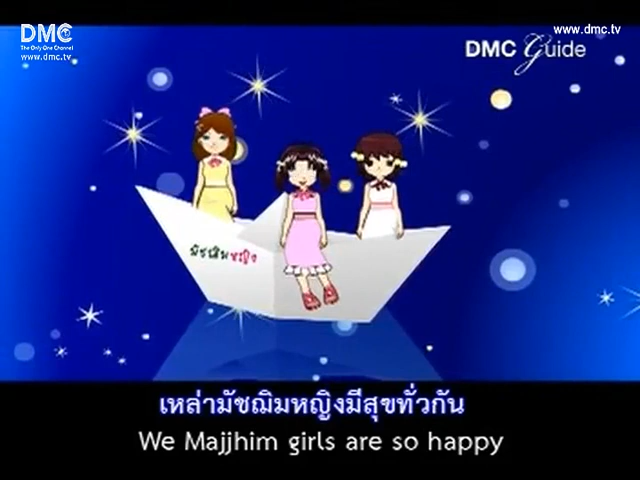 DMC
The Only One Channel
www.dmc.tv
www.dmc.tv
DMC Guide
มัชฌิมหญิง
เหล่ามัชฌิมหญิงมีสุขทั่วกัน
We Majjhim girls are so happy